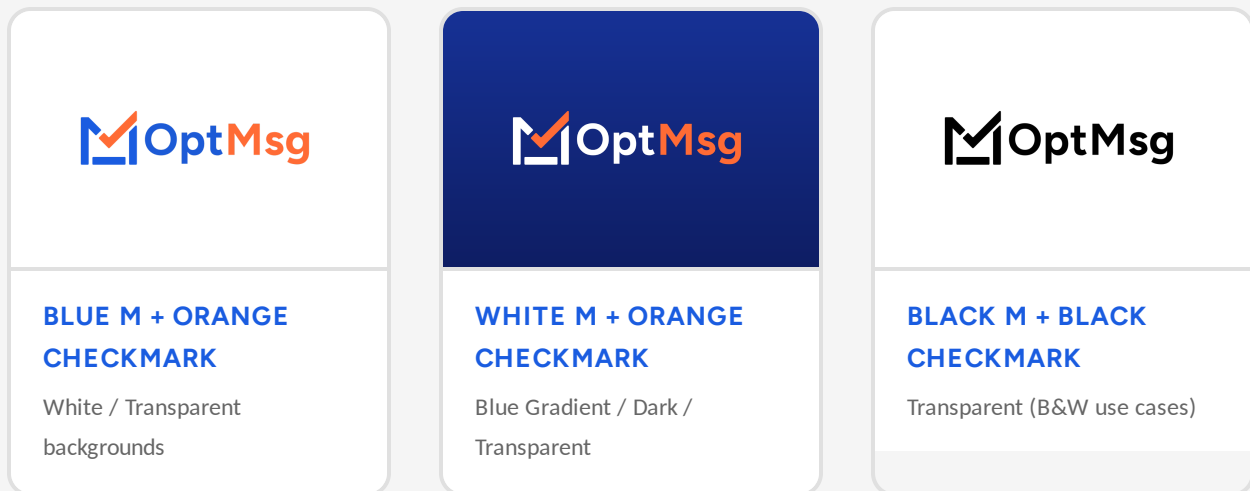 OptMsg
BLUE M + ORANGE
CHECKMARK
White / Transparent
backgrounds
OptMsg
WHITE M + ORANGE
CHECKMARK
Blue Gradient / Dark /
Transparent
OptMsg
BLACK M + BLACK
CHECKMARK
Transparent (B&W use cases)